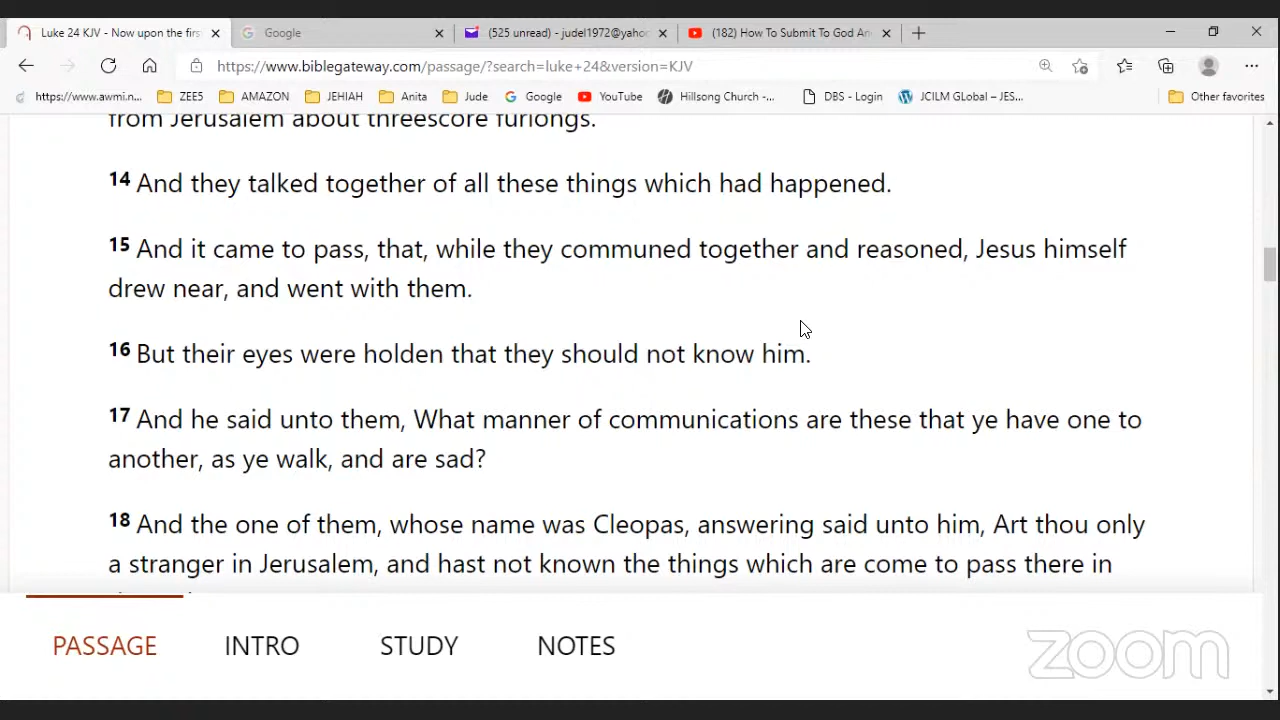 Luke 24 KJV - Now upon the firs
Google
(525 unread) - judel1972@yaho
(182) How To Submit To God An
https://www.biblegateway.com/passage/?search=luke+24&version=KJV
https://www.awmi.n...
ZEE5
AMAZON
JEHIAH
Anita
Jude
Google
YouTube
Hillsong Church -...
DBS - Login
JCILM GLobal – JES...
Other favorites
from Jerusalem about threescore furlongs.
14 And they talked together of all these things which had happened.
15 And it came to pass, that, while they communed together and reasoned, Jesus himself
drew near, and went with them.
16 But their eyes were holden that they should not know him.
17 And he said unto them, What manner of communications are these that ye have one to
another, as ye walk, and are sad?
18 And the one of them, whose name was Cleopas, answering said unto him, Art thou only
a stranger in Jerusalem, and hast not known the things which are come to pass there in
PASSAGE
INTRO
STUDY
NOTES
zoom